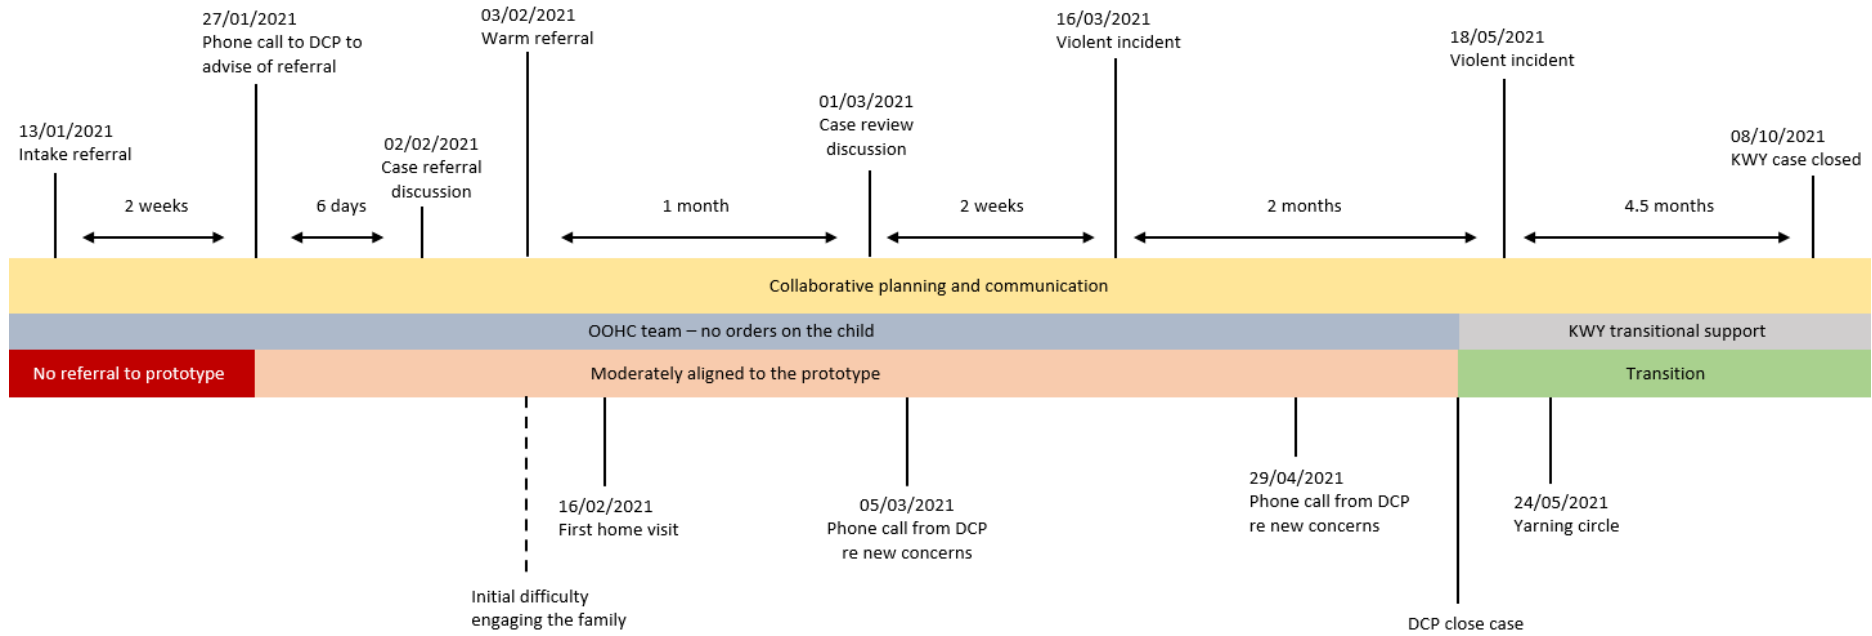 27/01/2021
Phone call to DCP to
advise of referral
03/02/2021
Warm referral
16/03/2021
Violent incident
18/05/2021
Violent incident
13/01/2021
Intake referral
02/02/2021
Case referral
discussion
01/03/2021
Case review
discussion
08/10/2021
KWY case closed
2 weeks
6 days
1 month
2 weeks
2 months
4.5 months
Collaborative planning and communication
OOHC team – no orders on the child
KWY transitional support
No referral to prototype
Moderately aligned to the prototype
Transition
16/02/2021
First home visit
05/03/2021
Phone call from DCP
re new concerns
29/04/2021
Phone call from DCP
re new concerns
24/05/2021
Yarning circle
Initial difficulty
engaging the family
DCP close case